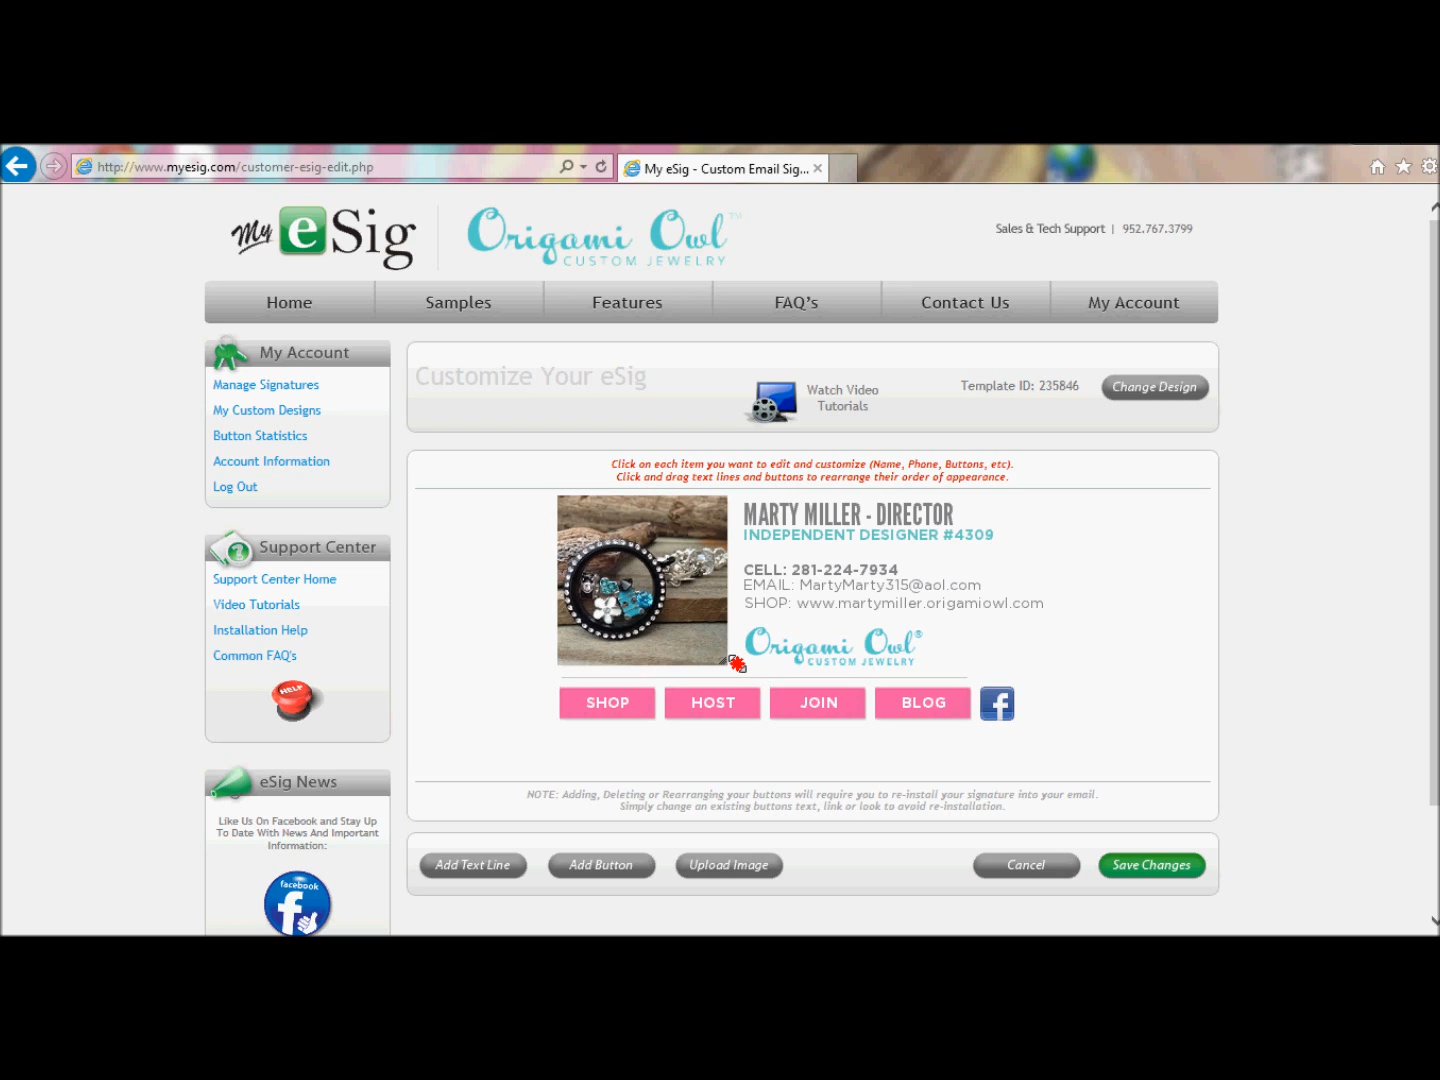 http://www.myesig.com/customer-esig-edit.php
My eSig - Custom Email Sig...
My eSig
Origami Owl™
CUSTOM JEWELRY
Sales & Tech Support | 952.767.3799
Home
Samples
Features
FAQ's
Contact Us
My Account
My Account
Manage Signatures
My Custom Designs
Button Statistics
Account Information
Log Out
Support Center
Support Center Home
Video Tutorials
Installation Help
Common FAQ's
HELP
eSig News
Like Us On Facebook and Stay Up
To Date With News And Important
Information:
facebook
Customize Your eSig
Watch Video
Tutorials
Template ID: 235846
Change Design
Click on each item you want to edit and customize (Name, Phone, Buttons, etc).
Click and drag text lines and buttons to rearrange their order of appearance.
MARTY MILLER - DIRECTOR
INDEPENDENT DESIGNER #4309
CELL: 281-224-7934
EMAIL: MartyMarty315@aol.com
SHOP: www.martymiller.origamiowl.com
Origami Owl®
CUSTOM JEWELRY
SHOP
HOST
JOIN
BLOG
NOTE: Adding, Deleting or Rearranging your buttons will require you to re-install your signature into your email.
Simply change an existing buttons text, link or look to avoid re-installation.
Add Text Line
Add Button
Upload Image
Cancel
Save Changes